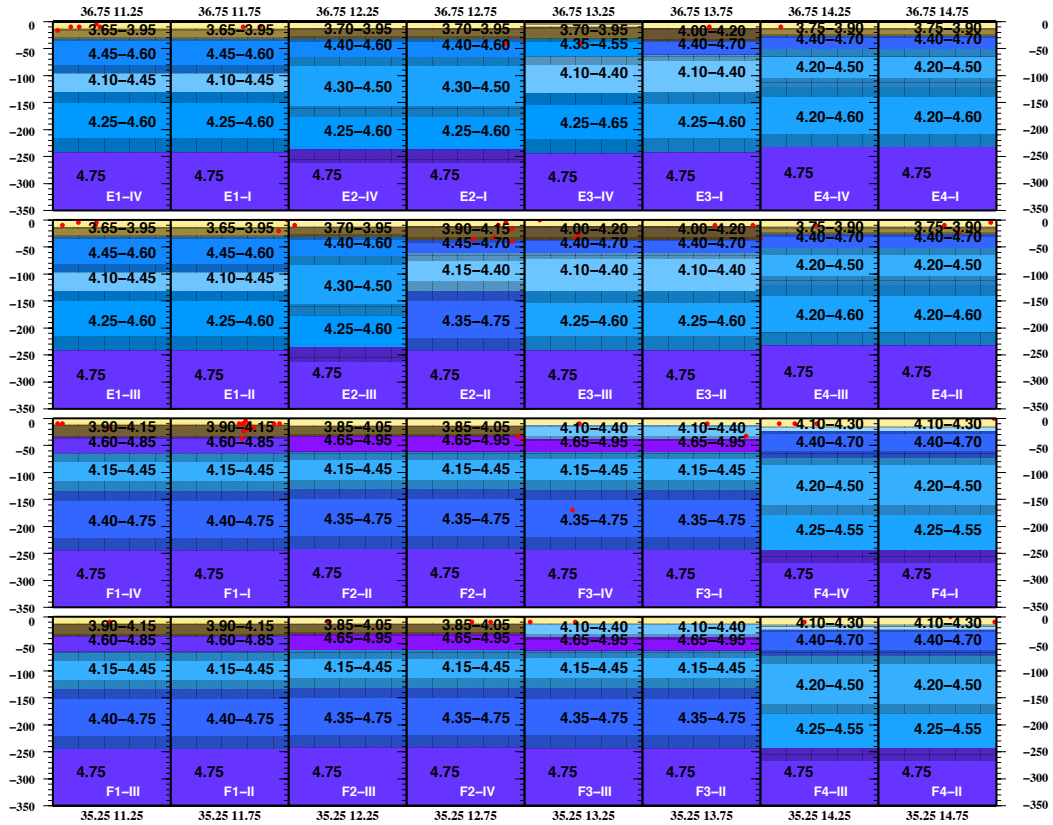 36.75 11.25 36.75 11.75 36.75 12.25 36.75 12.75 36.75 13.25 36.75 13.75 36.75 14.25 36.75 14.75
0 3.65–3.95 3.65–3.95 3.70–3.95 3.70–3.95 3.70–3.95 4.00–4.20 3.75–3.90 3.75–3.90 0
−50 4.45–4.60 4.45–4.60 4.40–4.60 4.40–4.60 4.35–4.55 4.40–4.70 4.40–4.70 4.40–4.70 −50
−100 4.10–4.45 4.10–4.45 4.30–4.50 4.30–4.50 4.10–4.40 4.10–4.40 4.20–4.50 4.20–4.50 −100
−150 −150
−200 4.25–4.60 4.25–4.60 4.25–4.60 4.25–4.60 4.25–4.65 4.25–4.60 4.20–4.60 4.20–4.60 −200
−250 −250
−300 4.75 4.75 4.75 4.75 4.75 4.75 4.75 4.75 −300
E1–IV E1–I E2–IV E2–I E3–IV E3–I E4–IV E4–I
−350 −350
0 3.65–3.95 3.65–3.95 3.70–3.95 3.90–4.15 4.00–4.20 4.00–4.20 3.75–3.90 3.75–3.90 0
−50 4.45–4.60 4.45–4.60 4.40–4.60 4.45–4.70 4.40–4.70 4.40–4.70 4.40–4.70 4.40–4.70 −50
−100 4.10–4.45 4.10–4.45 4.30–4.50 4.15–4.40 4.10–4.40 4.10–4.40 4.20–4.50 4.20–4.50 −100
−150 −150
−200 4.25–4.60 4.25–4.60 4.25–4.60 4.35–4.75 4.25–4.60 4.25–4.60 4.20–4.60 4.20–4.60 −200
−250 −250
−300 4.75 4.75 4.75 4.75 4.75 4.75 4.75 4.75 −300
E1–III E1–II E2–III E2–II E3–III E3–II E4–III E4–II
−350 −350
0 3.90–4.15 3.90–4.15 3.85–4.05 3.85–4.05 4.10–4.40 4.10–4.40 4.10–4.30 4.10–4.30 0
−50 4.60–4.85 4.60–4.85 4.65–4.95 4.65–4.95 4.65–4.95 4.65–4.95 4.40–4.70 4.40–4.70 −50
−100 4.15–4.45 4.15–4.45 4.15–4.45 4.15–4.45 4.15–4.45 4.15–4.45 4.20–4.50 4.20–4.50 −100
−150 −150
−200 4.40–4.75 4.40–4.75 4.35–4.75 4.35–4.75 4.35–4.75 4.35–4.75 4.25–4.55 4.25–4.55 −200
−250 −250
−300 4.75 4.75 4.75 4.75 4.75 4.75 4.75 4.75 −300
F1–IV F1–I F2–II F2–I F3–IV F3–I F4–IV F4–I
−350 −350
0 3.90–4.15 3.90–4.15 3.85–4.05 3.85–4.05 4.10–4.40 4.10–4.40 4.10–4.30 4.10–4.30 0
−50 4.60–4.85 4.60–4.85 4.65–4.95 4.65–4.95 4.65–4.95 4.65–4.95 4.40–4.70 4.40–4.70 −50
−100 4.15–4.45 4.15–4.45 4.15–4.45 4.15–4.45 4.15–4.45 4.15–4.45 4.20–4.50 4.20–4.50 −100
−150 −150
−200 4.40–4.75 4.40–4.75 4.35–4.75 4.35–4.75 4.35–4.75 4.35–4.75 4.25–4.55 4.25–4.55 −200
−250 −250
−300 4.75 4.75 4.75 4.75 4.75 4.75 4.75 4.75 −300
F1–III F1–II F2–III F2–IV F3–III F3–II F4–III F4–II
−350 −350
35.25 11.25 35.25 11.75 35.25 12.25 35.25 12.75 35.25 13.25 35.25 13.75 35.25 14.25 35.25 14.75